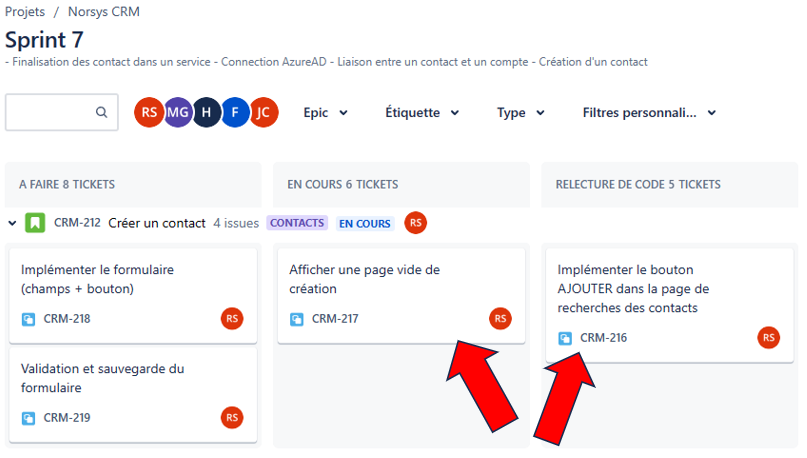 Projets / Norsys CRM
Sprint 7
- Finalisation des contact dans un service - Connection AzureAD - Liaison entre un contact et un compte - Création d'un contact
RS MG H F JC Epic Étiquette Type Filtres personnali...
A FAIRE 8 TICKETS
EN COURS 6 TICKETS
RELECTURE DE CODE 5 TICKETS
CRM-212 Créer un contact 4 issues CONTACTS EN COURS RS
Implémenter le formulaire
(champs + bouton)
CRM-218 RS
Validation et sauvegarde du
formulaire
CRM-219 RS
Afficher une page vide de
création
CRM-217 RS
Implémenter le bouton
AJOUTER dans la page de
recherches des contacts
CRM-216 RS